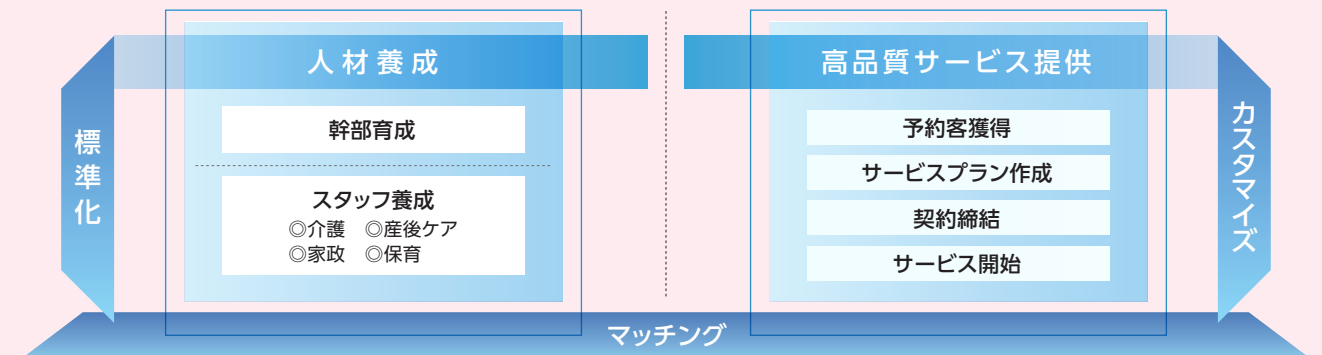 人材養成
標準化
幹部育成
スタッフ養成
◎介護　◎産後ケア
◎家政　◎保育
高品質サービス提供
カスタマイズ
予約客獲得
サービスプラン作成
契約締結
サービス開始
マッチング